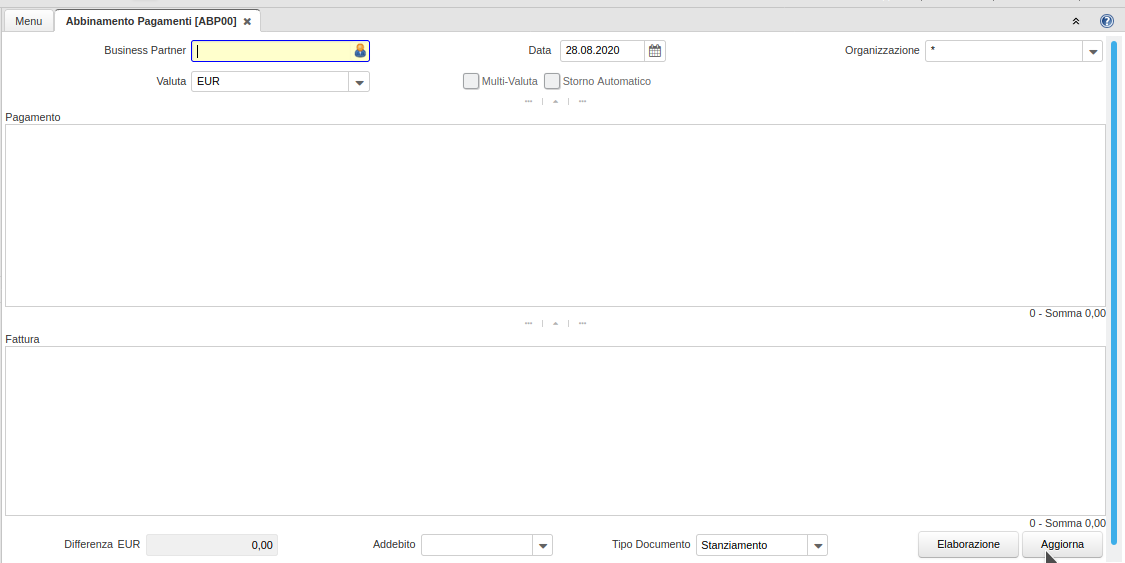 Menu Abbinamento Pagamenti [ABP00]
Business Partner Data 28.08.2020 Organizzazione *
Valuta EUR Multi-Valuta Storno Automatico
Pagamento
0 - Somma 0,00
Fattura
0 - Somma 0,00
Differenza EUR 0,00 Addebito Tipo Documento Stanziamento Elaborazione Aggiorna